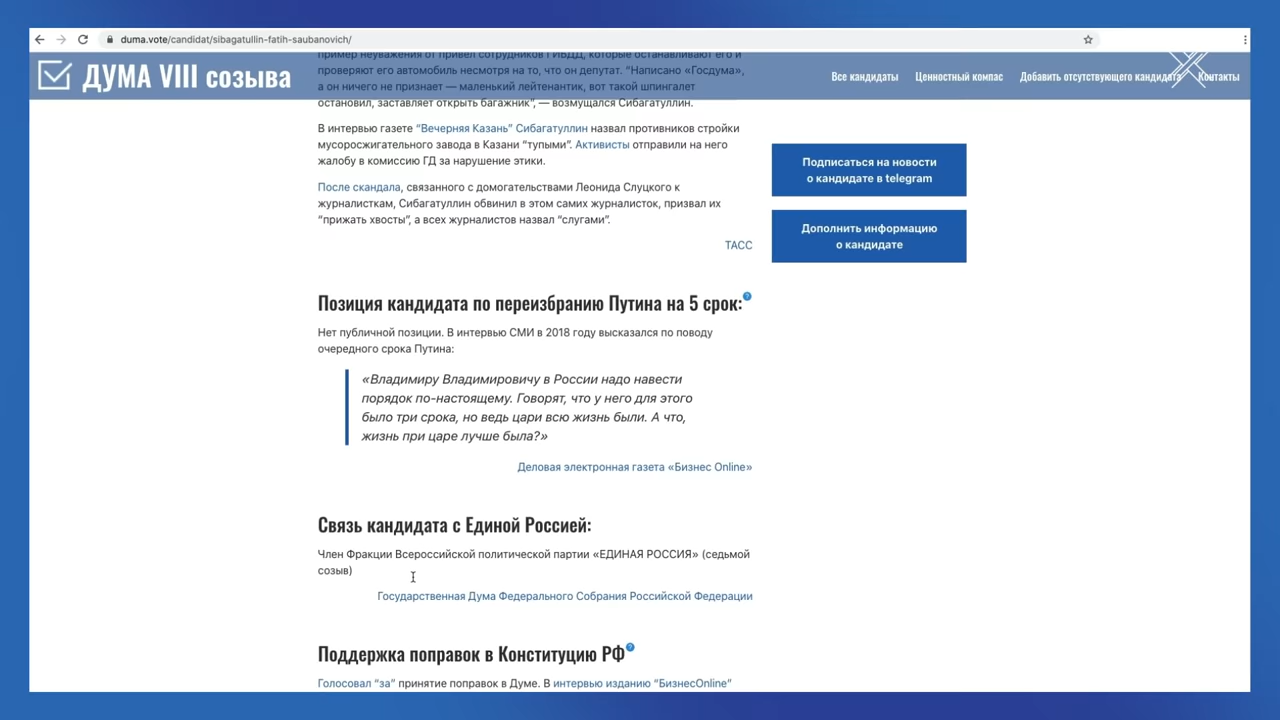 duma.vote/candidat/sibagatullin-fatih-saubanovich/
ДУМА VIII созыва
Все кандидаты
Ценностный компас
Добавить отсутствующего кандидата
Контакты
пример неуважения от привел сотрудников ГИБДД, которые останавливают его и
проверяют его автомобиль несмотря на то, что он депутат. “Написано «Госдума»,
а он ничего не признает — маленький лейтенантик, вот такой шпингалет
остановил, заставляет открыть багажник”, — возмущался Сибагатуллин.
В интервью газете “Вечерняя Казань” Сибагатуллин назвал противников стройки
мусоросжигательного завода в Казани “тупыми”. Активисты отправили на него
жалобу в комиссию ГД за нарушение этики.
После скандала, связанного с домогательствами Леонида Слуцкого к
журналисткам, Сибагатуллин обвинил в этом самих журналисток, призвал их
“прижать хвосты”, а всех журналистов назвал “слугами”.
ТАСС
Подписаться на новости
о кандидате в telegram
Дополнить информацию
о кандидате
Позиция кандидата по переизбранию Путина на 5 срок:
Нет публичной позиции. В интервью СМИ в 2018 году высказался по поводу
очередного срока Путина:
«Владимиру Владимировичу в России надо навести
порядок по-настоящему. Говорят, что у него для этого
было три срока, но ведь цари всю жизнь были. А что,
жизнь при царе лучше была?»
Деловая электронная газета «Бизнес Online»
Связь кандидата с Единой Россией:
Член Фракции Всероссийской политической партии «ЕДИНАЯ РОССИЯ» (седьмой
созыв)
Государственная Дума Федерального Собрания Российской Федерации
Поддержка поправок в Конституцию РФ
Голосовал “за” принятие поправок в Думе. В интервью изданию “БизнесOnline”